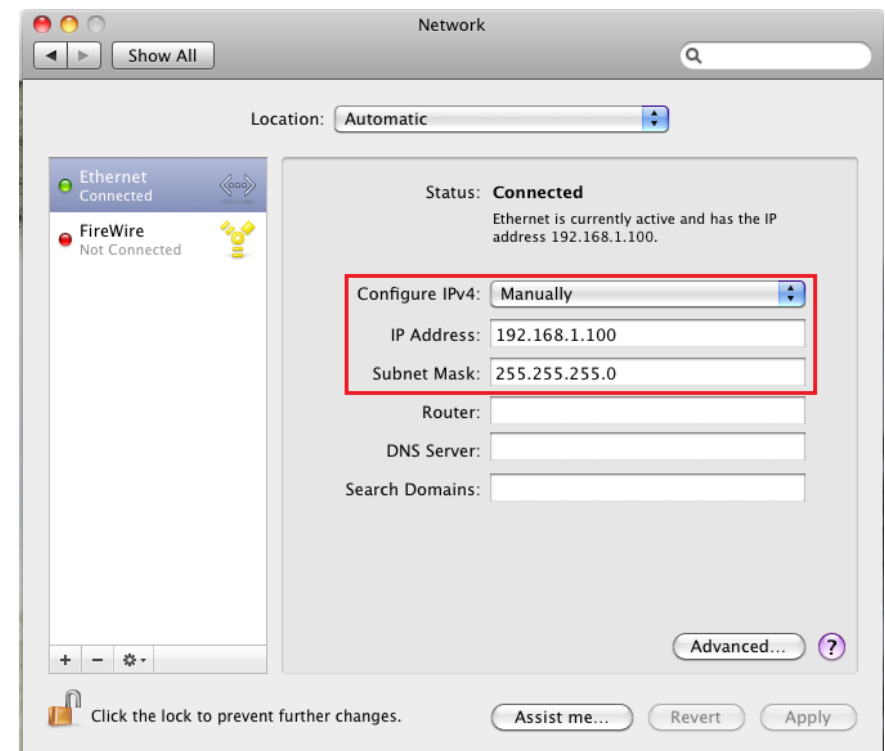 Network
Show All
Location: Automatic
Ethernet
Connected
FireWire
Not Connected
Status: Connected
Ethernet is currently active and has the IP
address 192.168.1.100.
Configure IPv4: Manually
IP Address: 192.168.1.100
Subnet Mask: 255.255.255.0
Router:
DNS Server:
Search Domains:
Advanced... ?
Click the lock to prevent further changes.
Assist me... Revert Apply